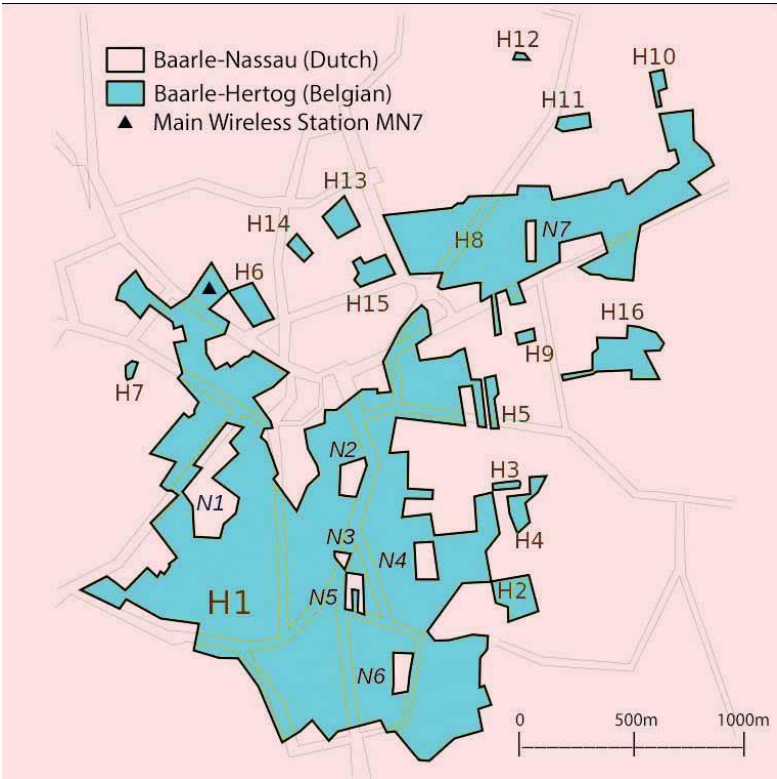 Baarle-Nassau (Dutch)
Baarle-Hertog (Belgian)
Main Wireless Station MN7
H12
H10
H11
H13
H14
H8
N7
H6
H15
H16
H9
H7
H5
N2
H3
N1
N3
H4
N4
H2
N5
H1
N6
0 500m 1000m